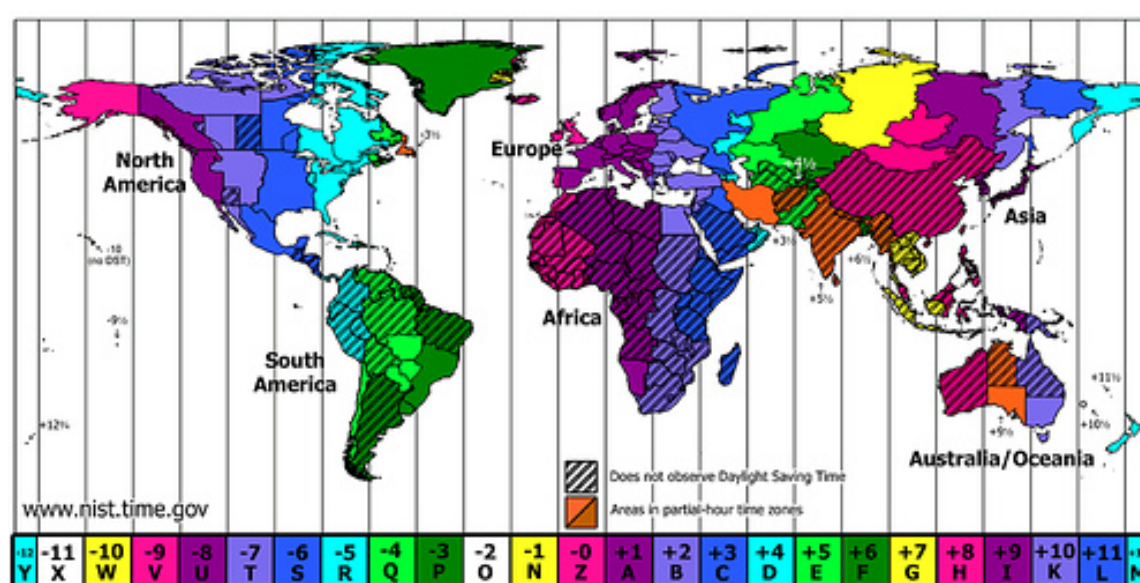 -3½
Europe
North
America
+4½
Asia
-10
(no DST)
+3½
+6½
+5½
-9½
Africa
South
America
+11½
+12¾
+9½
+10½
Australia/Oceania
Does not observe Daylight Saving Time
Areas in partial-hour time zones
www.nist.time.gov
-12 -11 -10 -9 -8 -7 -6 -5 -4 -3 -2 -1 -0 +1 +2 +3 +4 +5 +6 +7 +8 +9 +10 +11
Y X W V U T S R Q P O N Z A B C D E F G H I K L